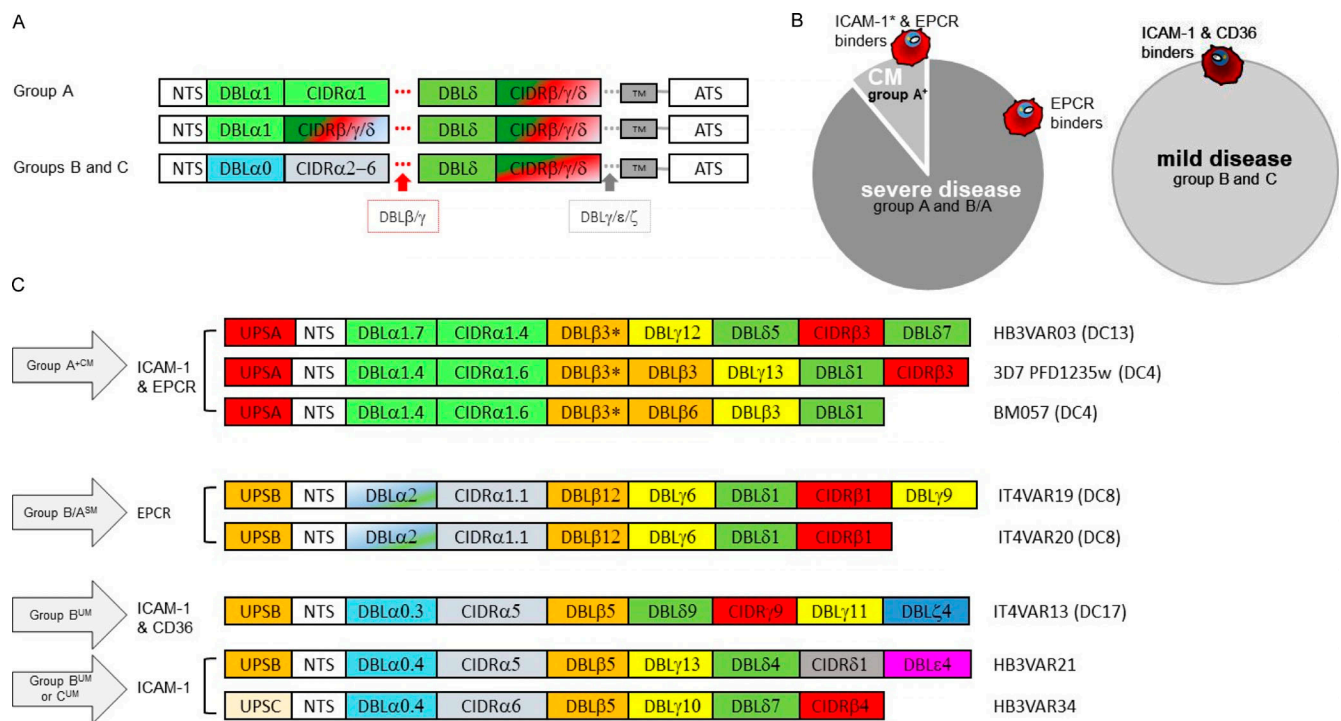 A
Group A
NTS DBLα1 CIDRα1 DBLδ CIDRβ/γ/δ TM ATS
DBLα1 CIDRβ/γ/δ DBLδ CIDRβ/γ/δ TM ATS
Groups B and C
NTS DBLα0 CIDRα2–6 DBLδ CIDRβ/γ/δ TM ATS
DBLβ/γ
DBLγ/ε/ζ
B
ICAM-1* & EPCR
binders
CM
group A⁺
EPCR
binders
severe disease
group A and B/A
ICAM-1 & CD36
binders
mild disease
group B and C
C
Group A⁺ᶜᴹ
ICAM-1
& EPCR
UPSA NTS DBLα1.7 CIDRα1.4 DBLβ3* DBLγ12 DBLδ5 CIDRβ3 DBLδ7 HB3VAR03 (DC13)
UPSA NTS DBLα1.4 CIDRα1.6 DBLβ3* DBLβ3 DBLγ13 DBLδ1 CIDRβ3 3D7 PFD1235w (DC4)
UPSA NTS DBLα1.4 CIDRα1.6 DBLβ3* DBLβ6 DBLβ3 DBLδ1 BM057 (DC4)
Group B/Aˢᴹ
EPCR
UPSB NTS DBLα2 CIDRα1.1 DBLβ12 DBLγ6 DBLδ1 CIDRβ1 DBLγ9 IT4VAR19 (DC8)
UPSB NTS DBLα2 CIDRα1.1 DBLβ12 DBLγ6 DBLδ1 CIDRβ1 IT4VAR20 (DC8)
Group Bᵁᴹ
ICAM-1
& CD36
UPSB NTS DBLα0.3 CIDRα5 DBLβ5 DBLδ9 CIDRγ9 DBLγ11 DBLζ4 IT4VAR13 (DC17)
Group Bᵁᴹ
or Cᵁᴹ
ICAM-1
UPSB NTS DBLα0.4 CIDRα5 DBLβ5 DBLγ13 DBLδ4 CIDRδ1 DBLε4 HB3VAR21
UPSC NTS DBLα0.4 CIDRα6 DBLβ5 DBLγ10 DBLδ7 CIDRβ4 HB3VAR34